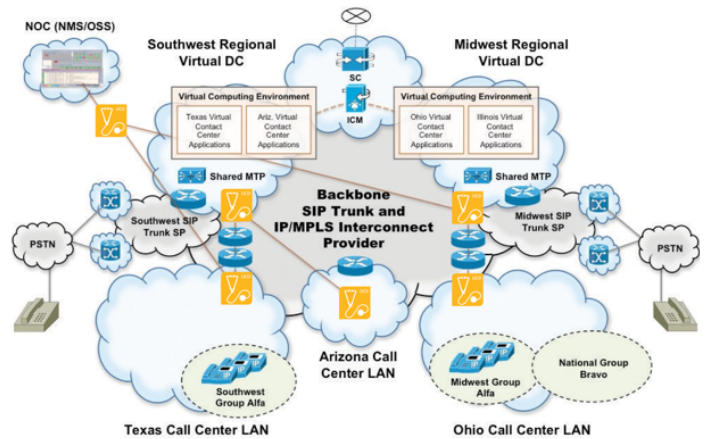 NOC (NMS/OSS)
Southwest Regional
Virtual DC
Midwest Regional
Virtual DC
SC
ICM
Virtual Computing Environment
Texas Virtual
Contact
Center
Applications
Ariz. Virtual
Contact
Center
Applications
Virtual Computing Environment
Ohio Virtual
Contact
Center
Applications
Illinois Virtual
Contact
Center
Applications
Shared MTP
Shared MTP
Backbone
SIP Trunk and
IP/MPLS Interconnect
Provider
Southwest SIP
Trunk SP
Midwest SIP
Trunk SP
PSTN
PSTN
Arizona Call
Center LAN
Southwest
Group Alfa
Midwest Group
Alfa
National Group
Bravo
Texas Call Center LAN
Ohio Call Center LAN